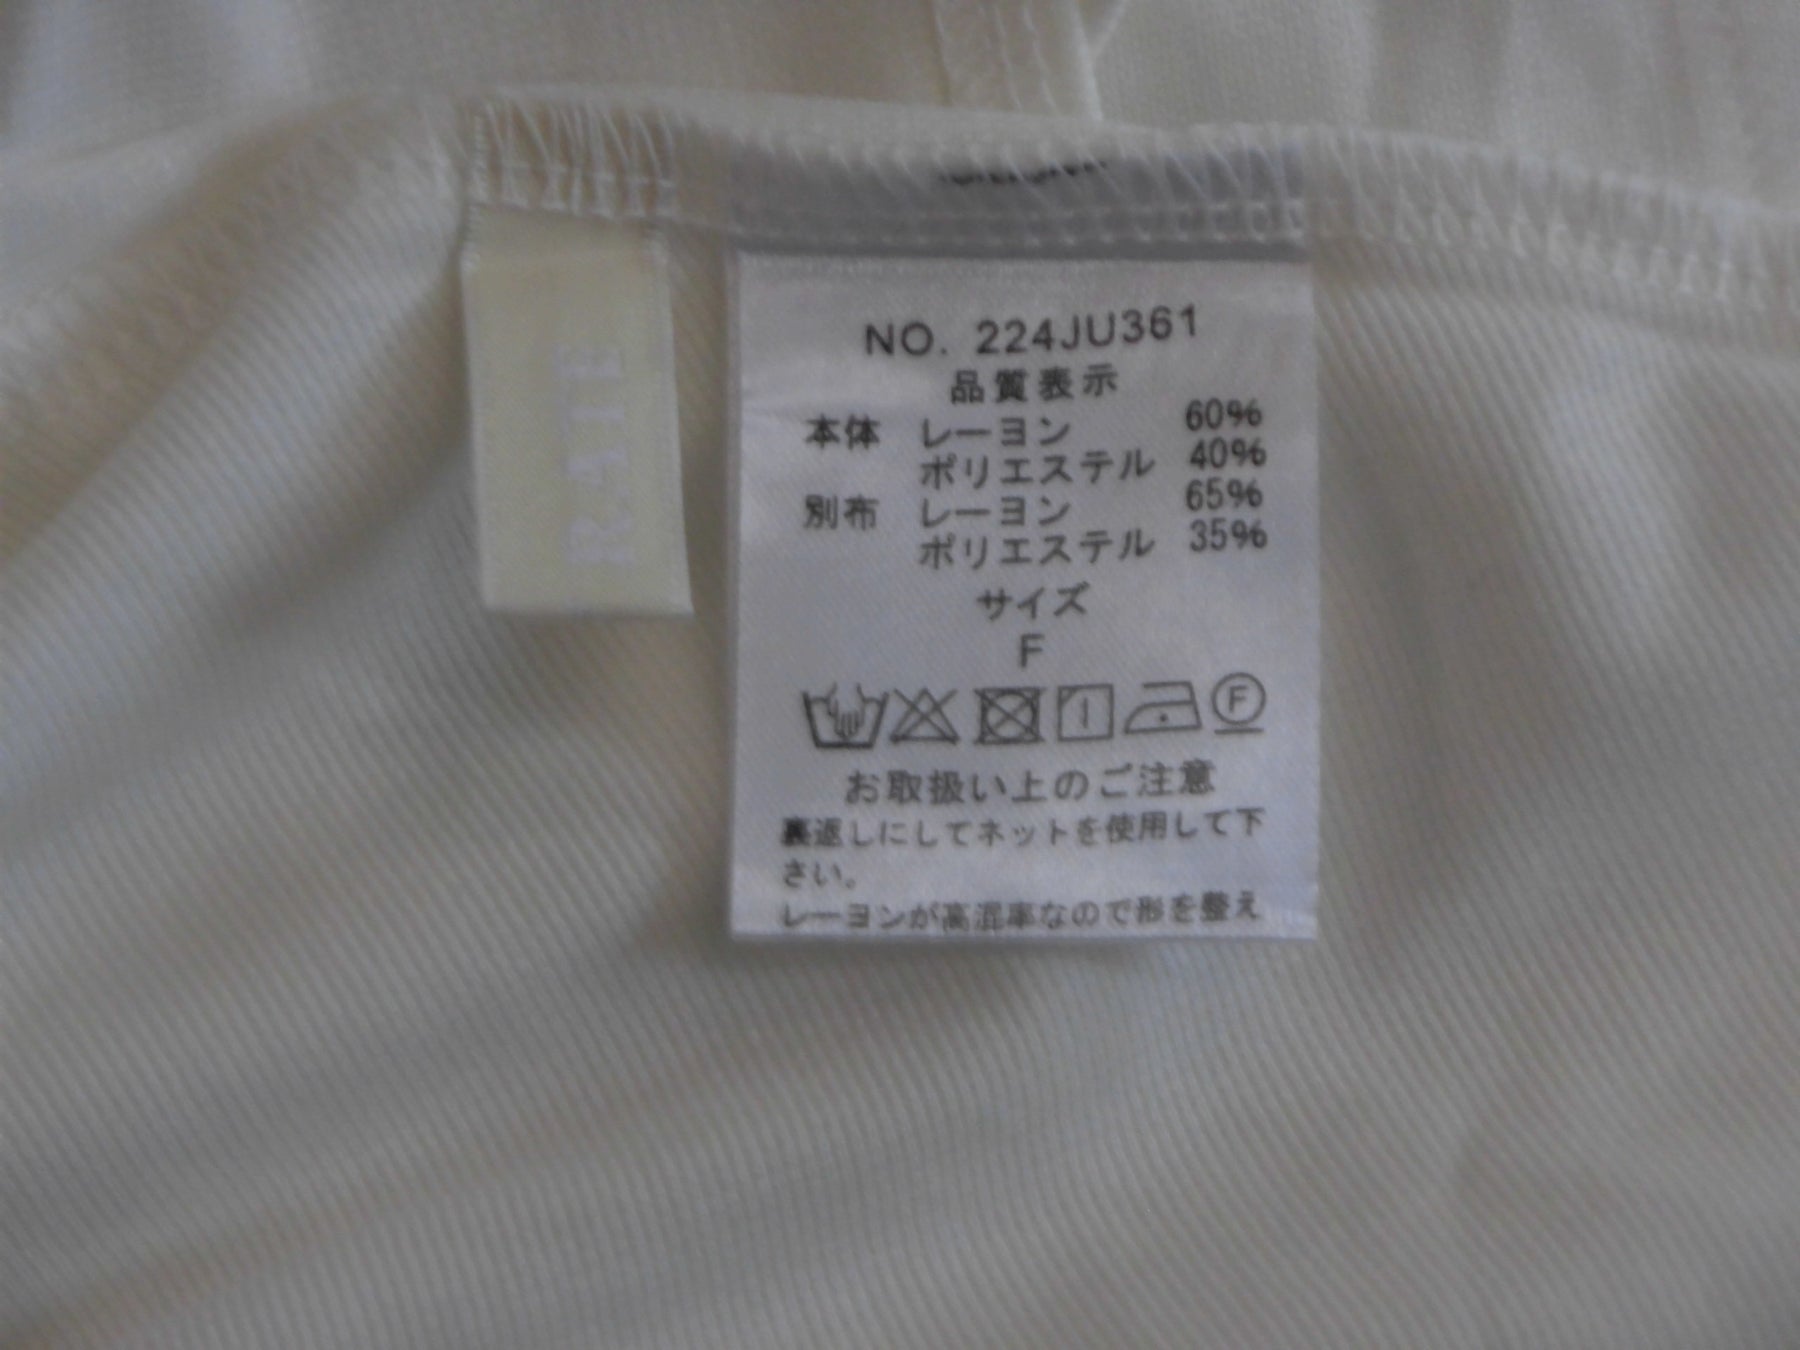 NO. 224JU361
品質表示
本体 レーヨン 60%
ポリエステル 40%
別布 レーヨン 65%
ポリエステル 35%
サイズ
F
F
お取扱い上のご注意
裏返しにしてネットを使用して下
さい。
レーヨンが高混率なので形を整え